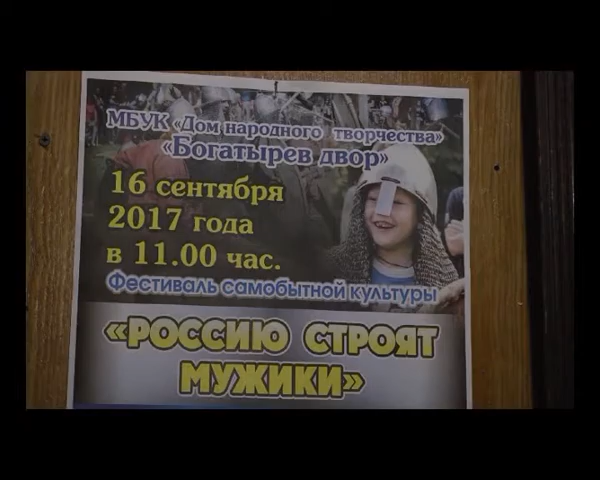 МБУК «Дом народного творчества»
«Богатырев двор»
16 сентября
2017 года
в 11.00 час.
Фестиваль самобытной культуры
«РОССИЮ СТРОЯТ
МУЖИКИ»